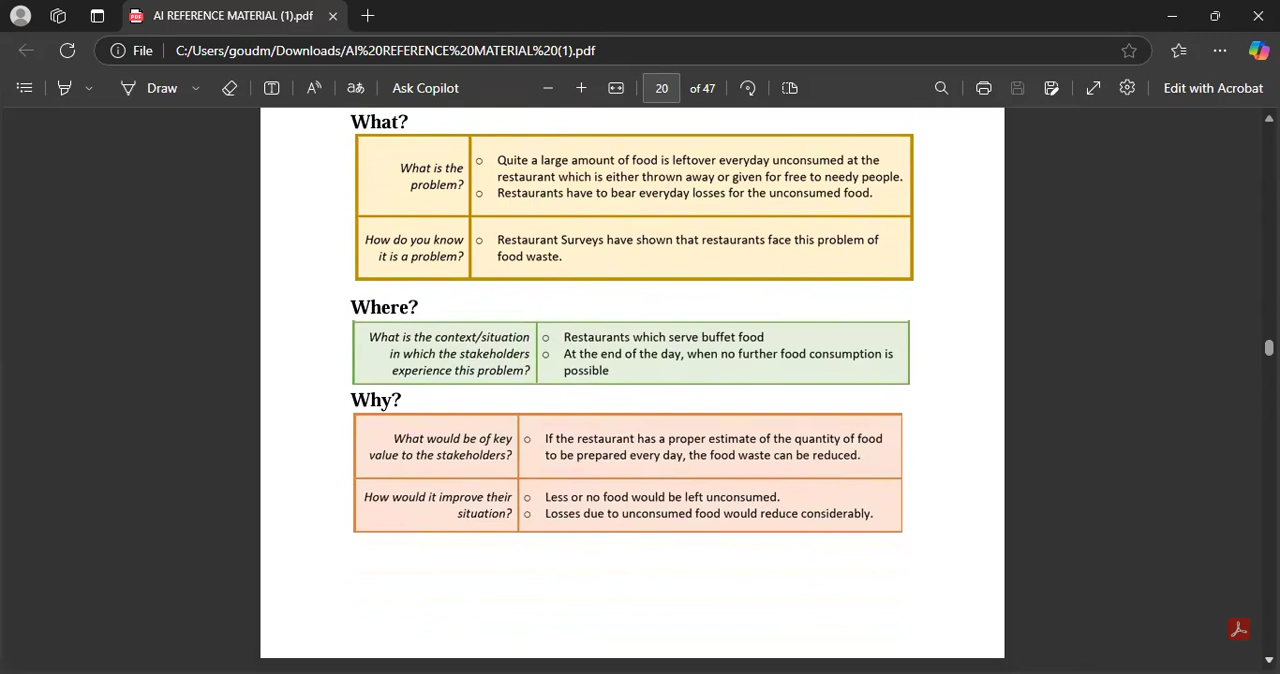 AI REFERENCE MATERIAL (1).pdf
File
C:/Users/goudm/Downloads/AI%20REFERENCE%20MATERIAL%20(1).pdf
Draw
aあ
Ask Copilot
20
of 47
Edit with Acrobat
What?
What is the
problem?
○ Quite a large amount of food is leftover everyday unconsumed at the
restaurant which is either thrown away or given for free to needy people.
○ Restaurants have to bear everyday losses for the unconsumed food.
How do you know
it is a problem?
○ Restaurant Surveys have shown that restaurants face this problem of
food waste.
Where?
What is the context/situation
in which the stakeholders
experience this problem?
○ Restaurants which serve buffet food
○ At the end of the day, when no further food consumption is
possible
Why?
What would be of key
value to the stakeholders?
○ If the restaurant has a proper estimate of the quantity of food
to be prepared every day, the food waste can be reduced.
How would it improve their
situation?
○ Less or no food would be left unconsumed.
○ Losses due to unconsumed food would reduce considerably.